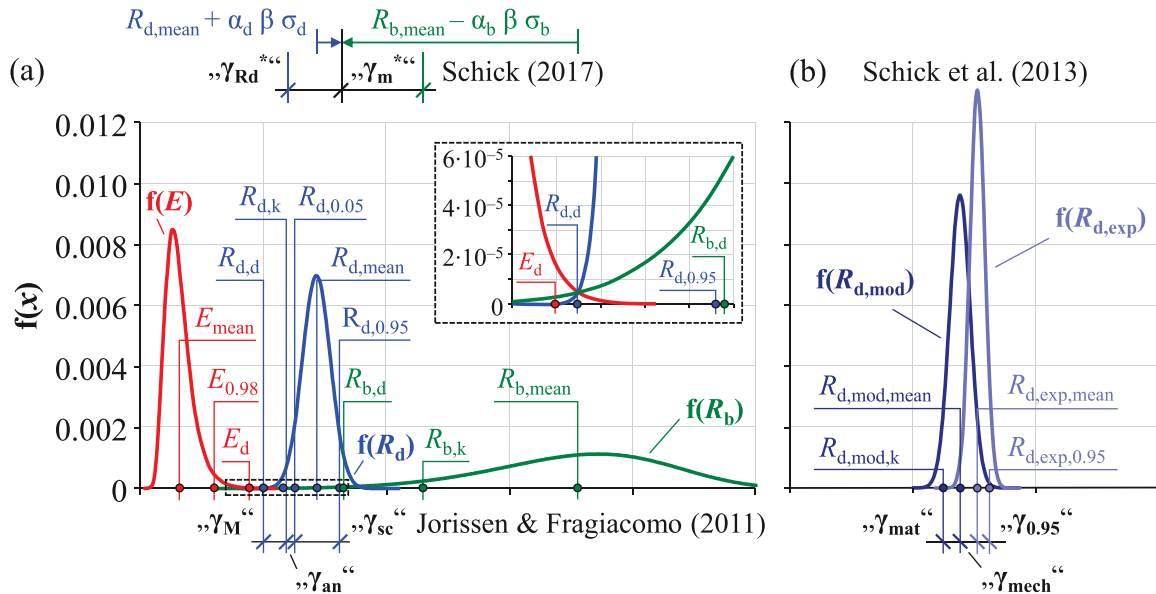 R_d,mean + α_d β σ_d
R_b,mean − α_b β σ_b
(a)
„γ_Rd*“
„γ_m*“
Schick (2017)
(b)
Schick et al. (2013)
f(x)
0.012
0.010
0.008
0.006
0.004
0.002
0
f(E)
R_d,k
R_d,0.05
R_d,d
R_d,mean
E_mean
R_d,0.95
E_0.98
R_b,d
R_b,mean
E_d
f(R_d)
R_b,k
f(R_b)
6·10⁻⁵
4·10⁻⁵
2·10⁻⁵
0
R_d,d
R_b,d
E_d
R_d,0.95
„γ_M“
„γ_sc“
Jorissen & Fragiacomo (2011)
„γ_an“
f(R_d,exp)
f(R_d,mod)
R_d,mod,mean
R_d,exp,mean
R_d,mod,k
R_d,exp,0.95
„γ_mat“
„γ_0.95“
„γ_mech“